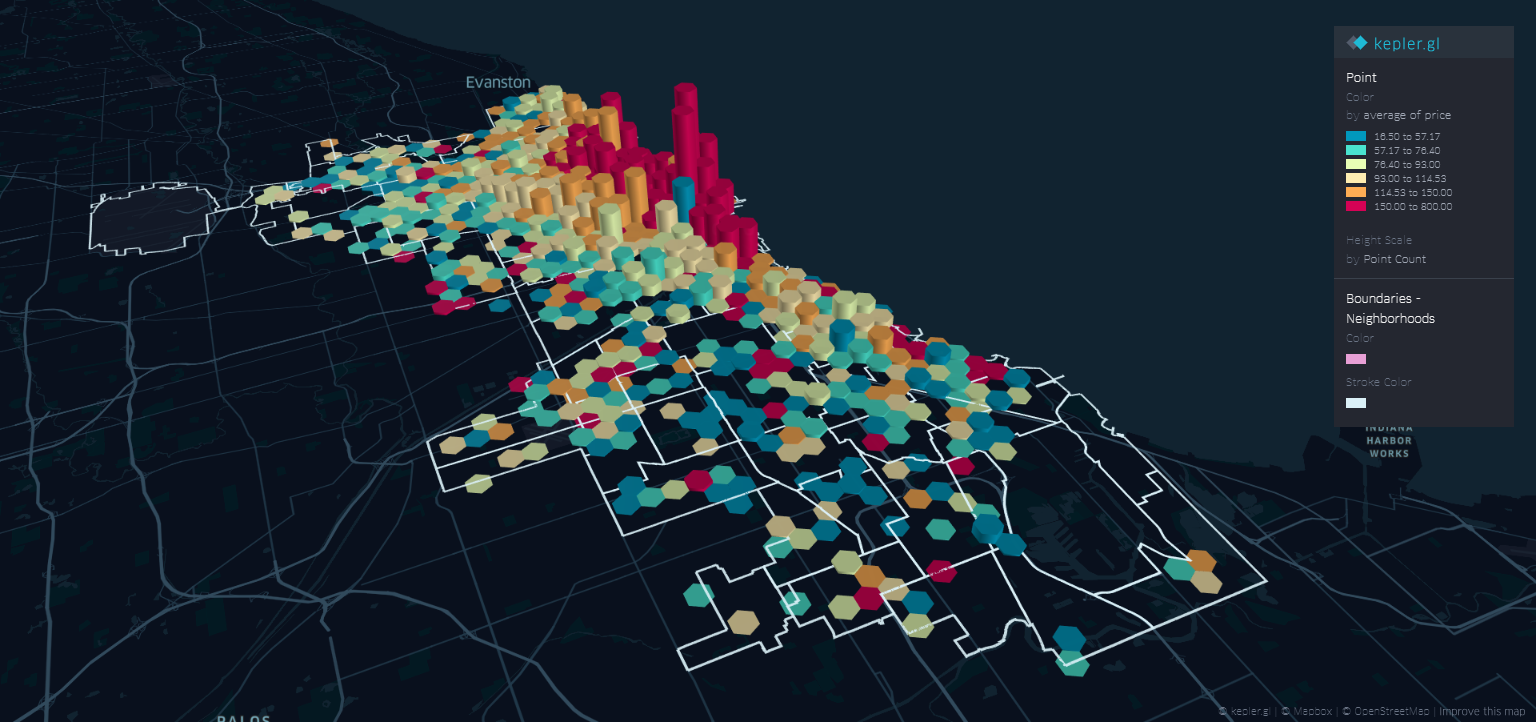 Evanston
kepler.gl
Point
Color
by average of price
16.50 to 57.17
57.17 to 76.40
76.40 to 93.00
93.00 to 114.53
114.53 to 150.00
150.00 to 800.00
Height Scale
by Point Count
Boundaries -
Neighborhoods
Color
Stroke Color
INDIANA
HARBOR
WORKS
PALOS
© kepler.gl | © Mapbox | © OpenStreetMap | Improve this map